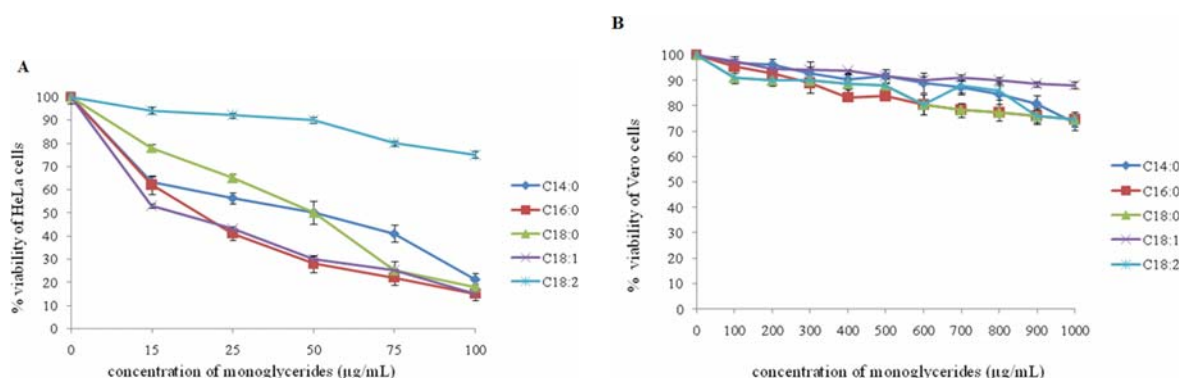 A
% viability of HeLa cells
100
90
80
70
60
50
40
30
20
10
0
0 15 25 50 75 100
concentration of monoglycerides (µg/mL)
C14:0
C16:0
C18:0
C18:1
C18:2
B
% viability of Vero cells
100
90
80
70
60
50
40
30
20
10
0
0 100 200 300 400 500 600 700 800 900 1000
concentration of monoglycerides (µg/mL)
C14:0
C16:0
C18:0
C18:1
C18:2